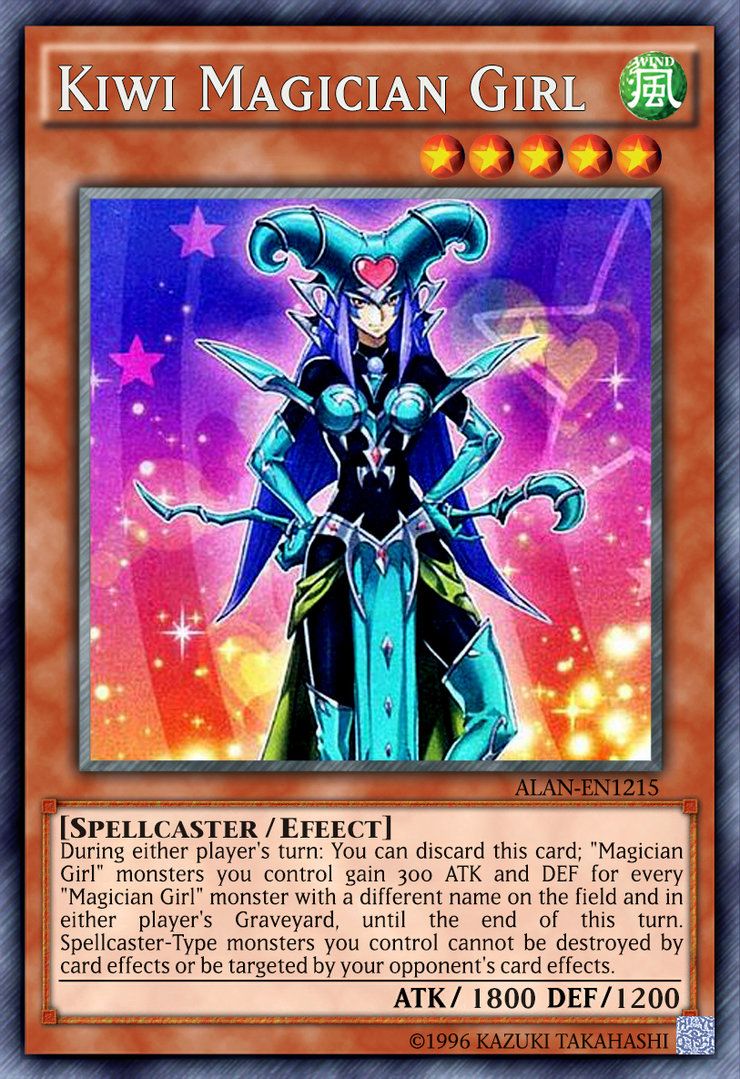 Kiwi Magician Girl
WIND
風
ALAN-EN1215
[Spellcaster / Efeect]
During either player's turn: You can discard this card; "Magician
Girl" monsters you control gain 300 ATK and DEF for every
"Magician Girl" monster with a different name on the field and in
either player's Graveyard, until the end of this turn.
Spellcaster-Type monsters you control cannot be destroyed by
card effects or be targeted by your opponent's card effects.
ATK/ 1800 DEF/1200
©1996 KAZUKI TAKAHASHI